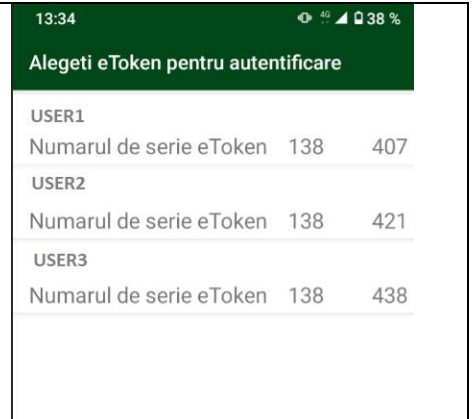 13:34 4G 38 %
Alegeti eToken pentru autentificare
USER1
Numarul de serie eToken 138 407
USER2
Numarul de serie eToken 138 421
USER3
Numarul de serie eToken 138 438